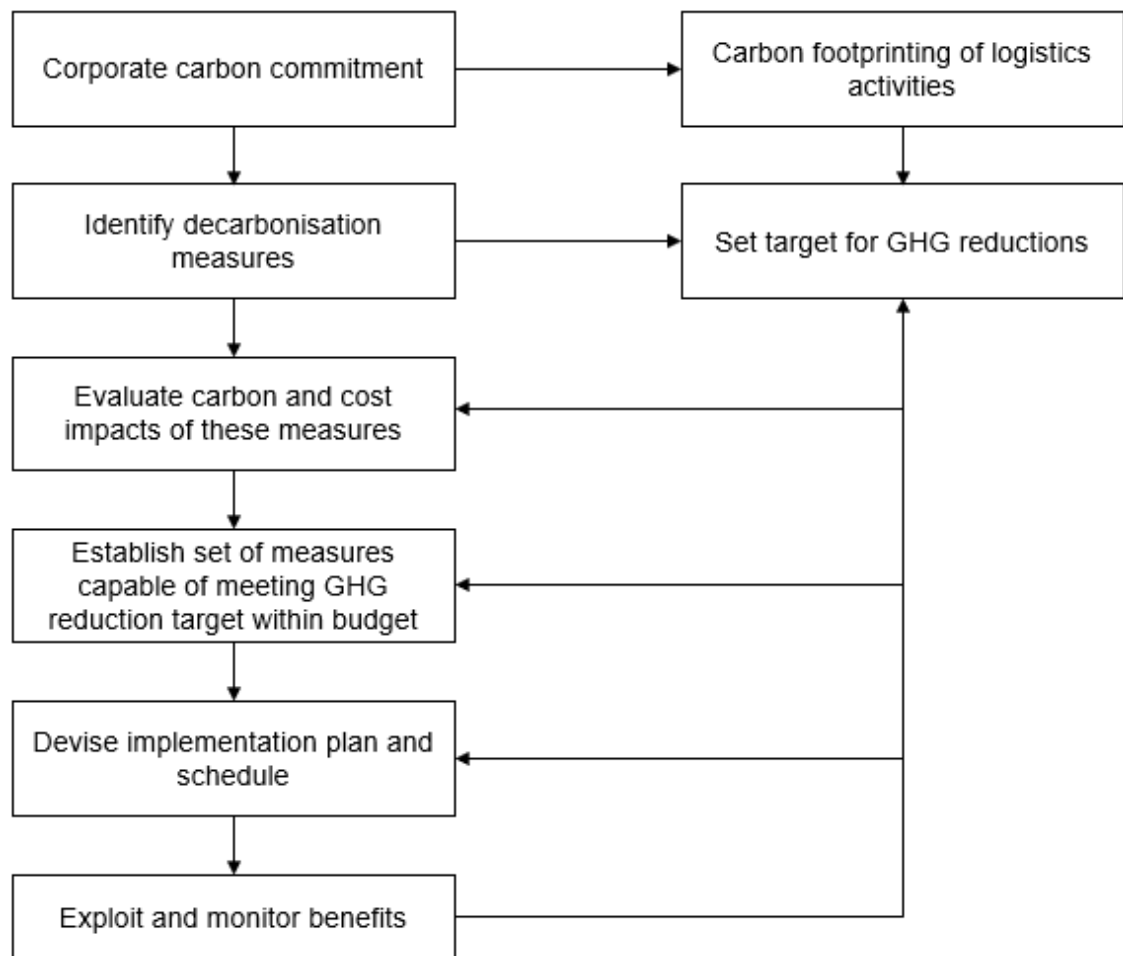 Corporate carbon commitment
Carbon footprinting of logistics
activities
Identify decarbonisation
measures
Set target for GHG reductions
Evaluate carbon and cost
impacts of these measures
Establish set of measures
capable of meeting GHG
reduction target within budget
Devise implementation plan and
schedule
Exploit and monitor benefits